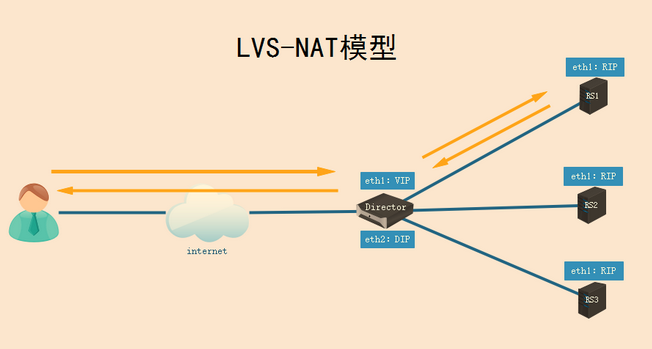 LVS-NAT模型
eth1: RIP
RS1
eth1: VIP
Director
eth2: DIP
internet
eth1: RIP
RS2
eth1: RIP
RS3